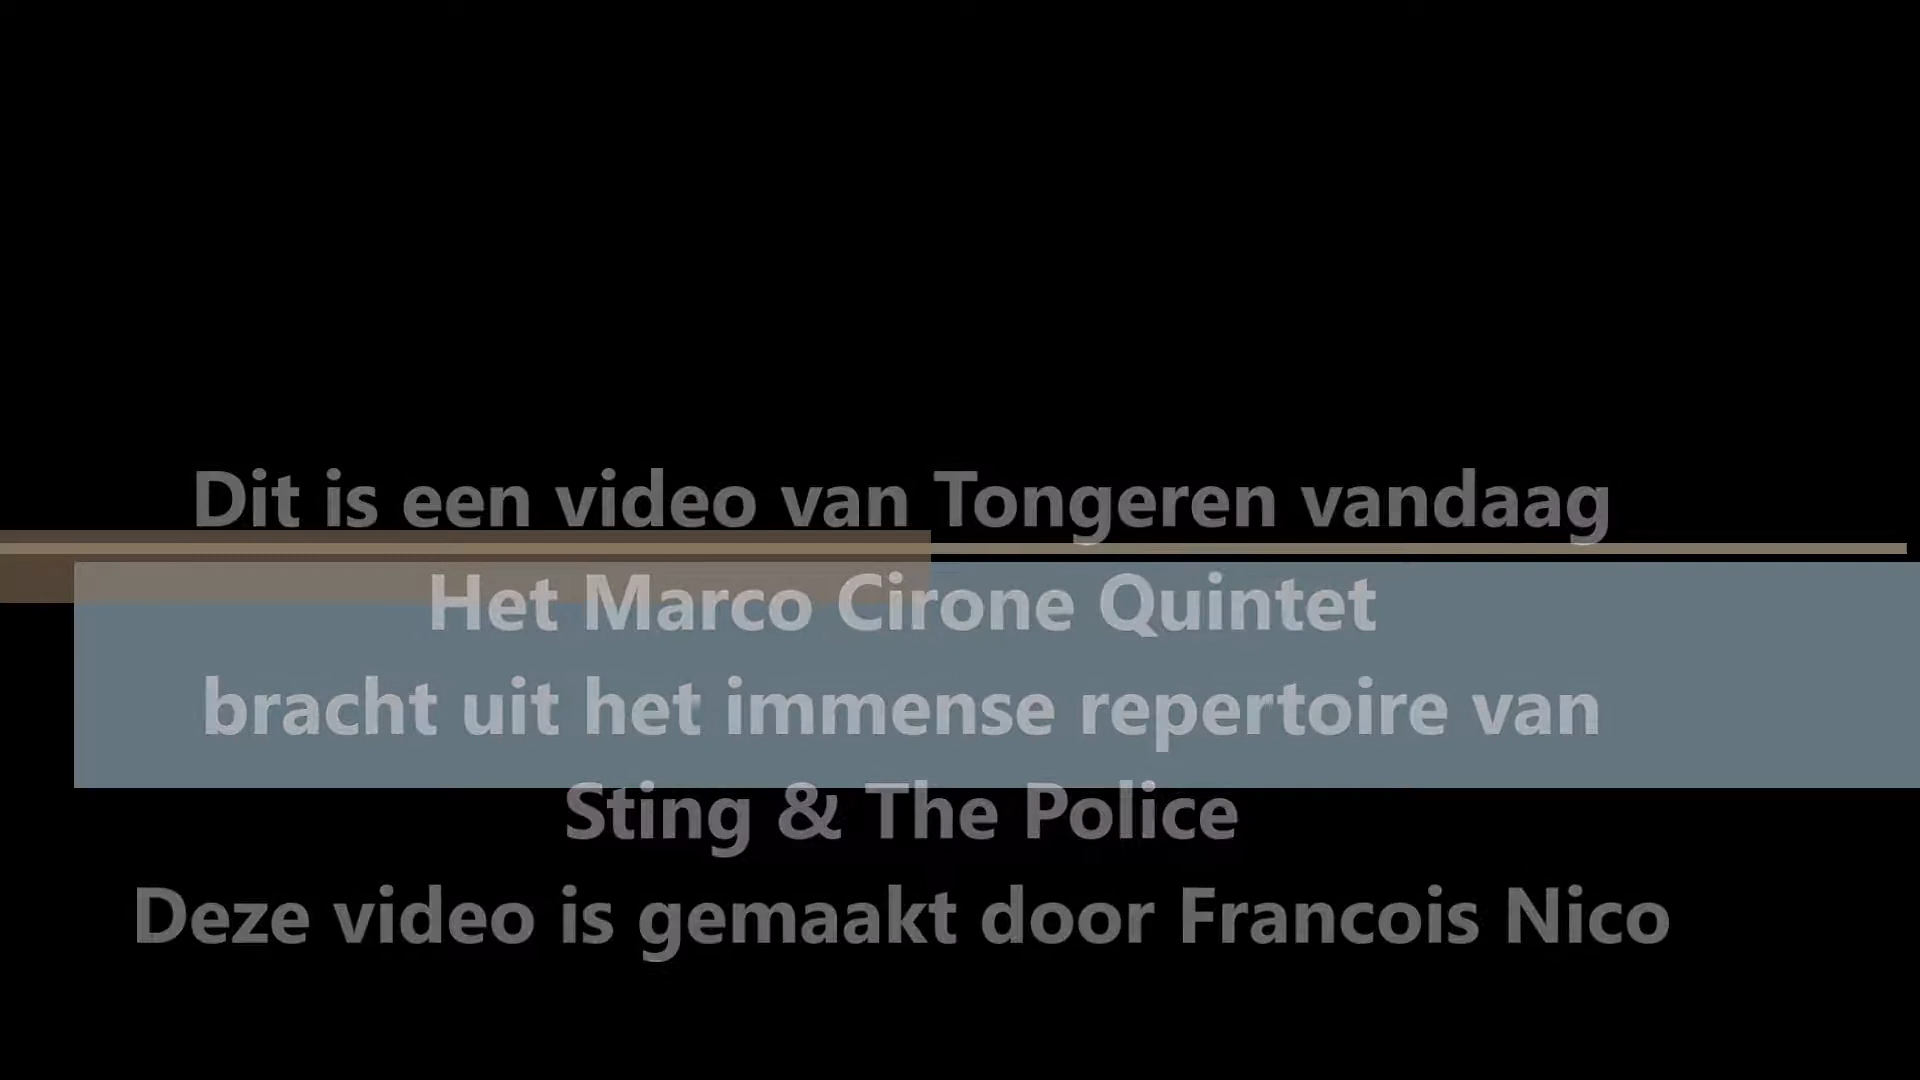 Dit is een video van Tongeren vandaag
Het Marco Cirone Quintet
bracht uit het immense repertoire van
Sting & The Police
Deze video is gemaakt door Francois Nico